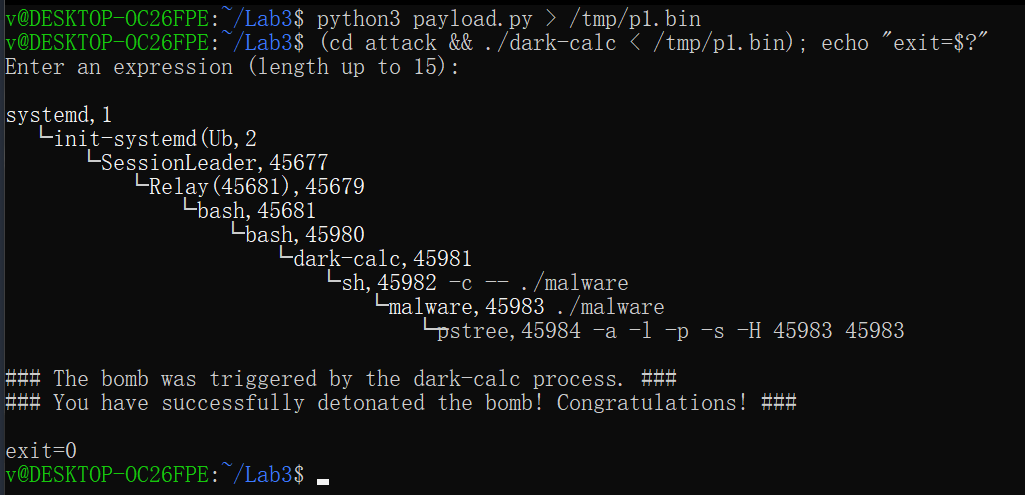 v@DESKTOP-OC26FPE:~/Lab3$ python3 payload.py > /tmp/p1.bin
v@DESKTOP-OC26FPE:~/Lab3$ (cd attack && ./dark-calc < /tmp/p1.bin); echo "exit=$?"
Enter an expression (length up to 15):
systemd,1
└─init-systemd(Ub,2
└─SessionLeader,45677
└─Relay(45681),45679
└─bash,45681
└─bash,45980
└─dark-calc,45981
└─sh,45982 -c -- ./malware
└─malware,45983 ./malware
└─pstree,45984 -a -l -p -s -H 45983 45983
### The bomb was triggered by the dark-calc process. ###
### You have successfully detonated the bomb! Congratulations! ###
exit=0
v@DESKTOP-OC26FPE:~/Lab3$